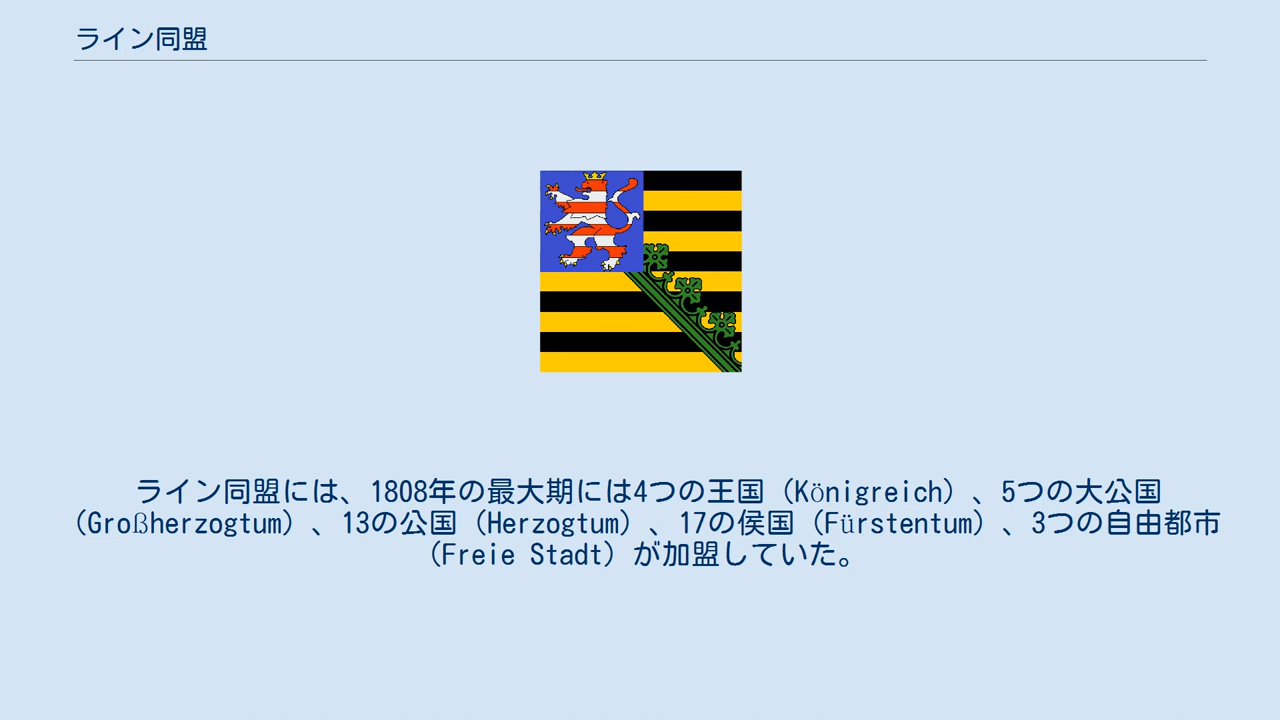 ライン同盟
ライン同盟には、1808年の最大期には4つの王国（Königreich）、5つの大公国
（Großherzogtum）、13の公国（Herzogtum）、17の侯国（Fürstentum）、3つの自由都市
（Freie Stadt）が加盟していた。